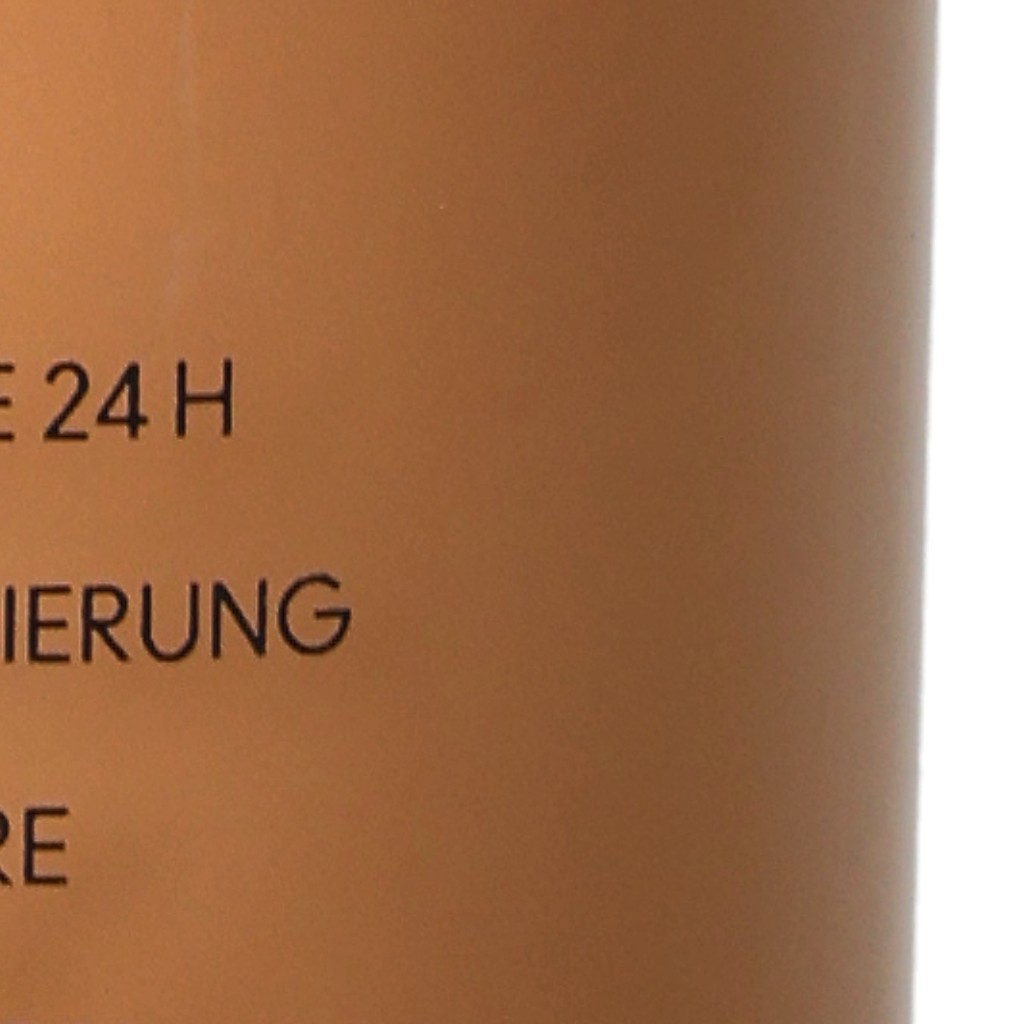 E 24 H
IERUNG
RE